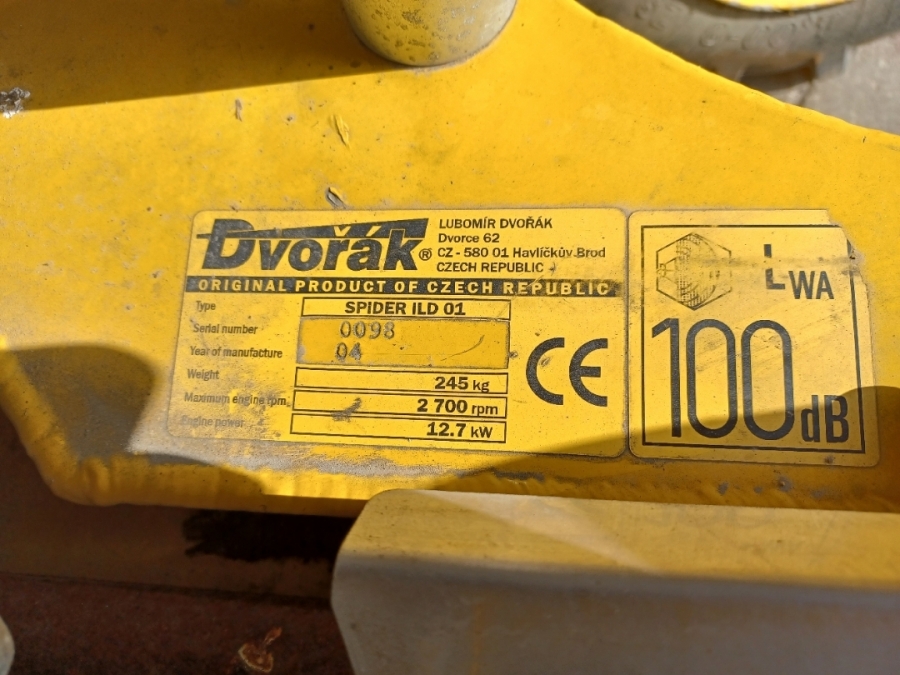 Dvořák®
LUBOMÍR DVOŘÁK
Dvorce 62
CZ - 580 01 Havlíčkův Brod
CZECH REPUBLIC
ORIGINAL PRODUCT OF CZECH REPUBLIC
Type SPIDER ILD 01
Serial number 0098
Year of manufacture 04
Weight 245 kg
Maximum engine rpm 2 700 rpm
Engine power 12.7 kW
CE
LWA
100dB